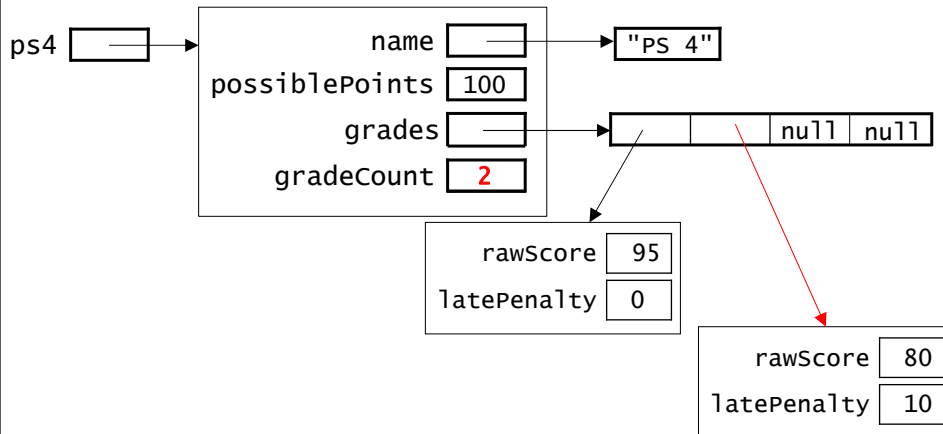 ps4
name
"PS 4"
possiblePoints 100
grades
null null
gradeCount 2
rawScore 95
latePenalty 0
rawScore 80
latePenalty 10